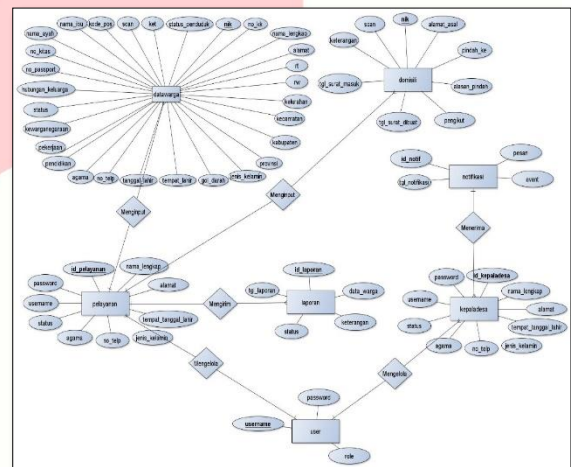 nama_ayah
nama_ibu
kode_pos
scan
ket
status_penduduk
nik
no_kk
nama_lengkap
alamat
rt
rw
kelurahan
kecamatan
kabupaten
provinsi
jenis_kelamin
gol_darah
tempat_lahir
tanggal_lahir
no_telp
agama
pendidikan
pekerjaan
kewarganegaraan
status
hubungan_keluarga
no_passport
no_kitas
datawarga
keterangan
scan
nik
alamat_asal
pindah_ke
alasan_pindah
pengikut
tgl_surat_dibuat
tgl_surat_masuk
domisili
Menginput
Menginput
id_notif
pesan
tgl_notifikasi
event
notifikasi
Menerima
id_pelayanan
nama_lengkap
password
alamat
username
pelayanan
status
tempat_tanggal_lahir
agama
no_telp
jenis_kelamin
Mengirim
id_laporan
tgl_laporan
data_warga
laporan
status
keterangan
password
id_kepaladesa
nama_lengkap
username
kepaladesa
alamat
status
tempat_tanggal_lahir
agama
no_telp
jenis_kelamin
Mengelola
Mengelola
password
username
user
role